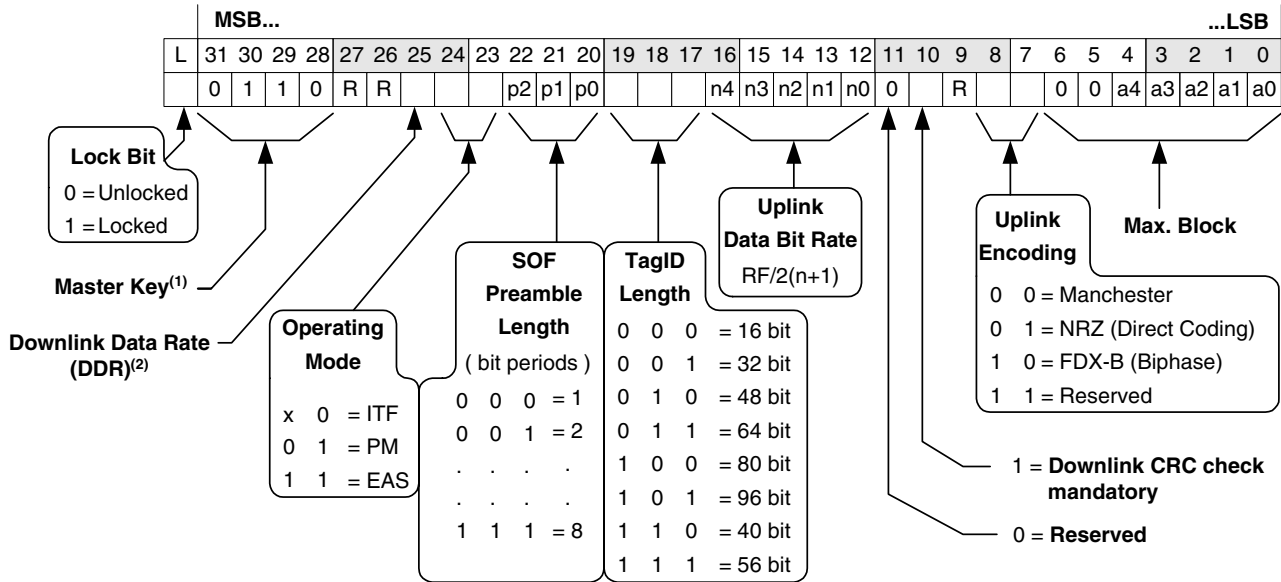 MSB... ...LSB
L 31 30 29 28 27 26 25 24 23 22 21 20 19 18 17 16 15 14 13 12 11 10 9 8 7 6 5 4 3 2 1 0
0 1 1 0 R R p2 p1 p0 n4 n3 n2 n1 n0 0 R 0 0 a4 a3 a2 a1 a0
Lock Bit
0 = Unlocked
1 = Locked
Master Key(1)
Downlink Data Rate
(DDR)(2)
Operating
Mode
x 0 = ITF
0 1 = PM
1 1 = EAS
SOF
Preamble
Length
( bit periods )
0 0 0 = 1
0 0 1 = 2
. . . .
. . . .
1 1 1 = 8
TagID
Length
0 0 0 = 16 bit
0 0 1 = 32 bit
0 1 0 = 48 bit
0 1 1 = 64 bit
1 0 0 = 80 bit
1 0 1 = 96 bit
1 1 0 = 40 bit
1 1 1 = 56 bit
Uplink
Data Bit Rate
RF/2(n+1)
Uplink
Encoding
0 0 = Manchester
0 1 = NRZ (Direct Coding)
1 0 = FDX-B (Biphase)
1 1 = Reserved
Max. Block
1 = Downlink CRC check
mandatory
0 = Reserved